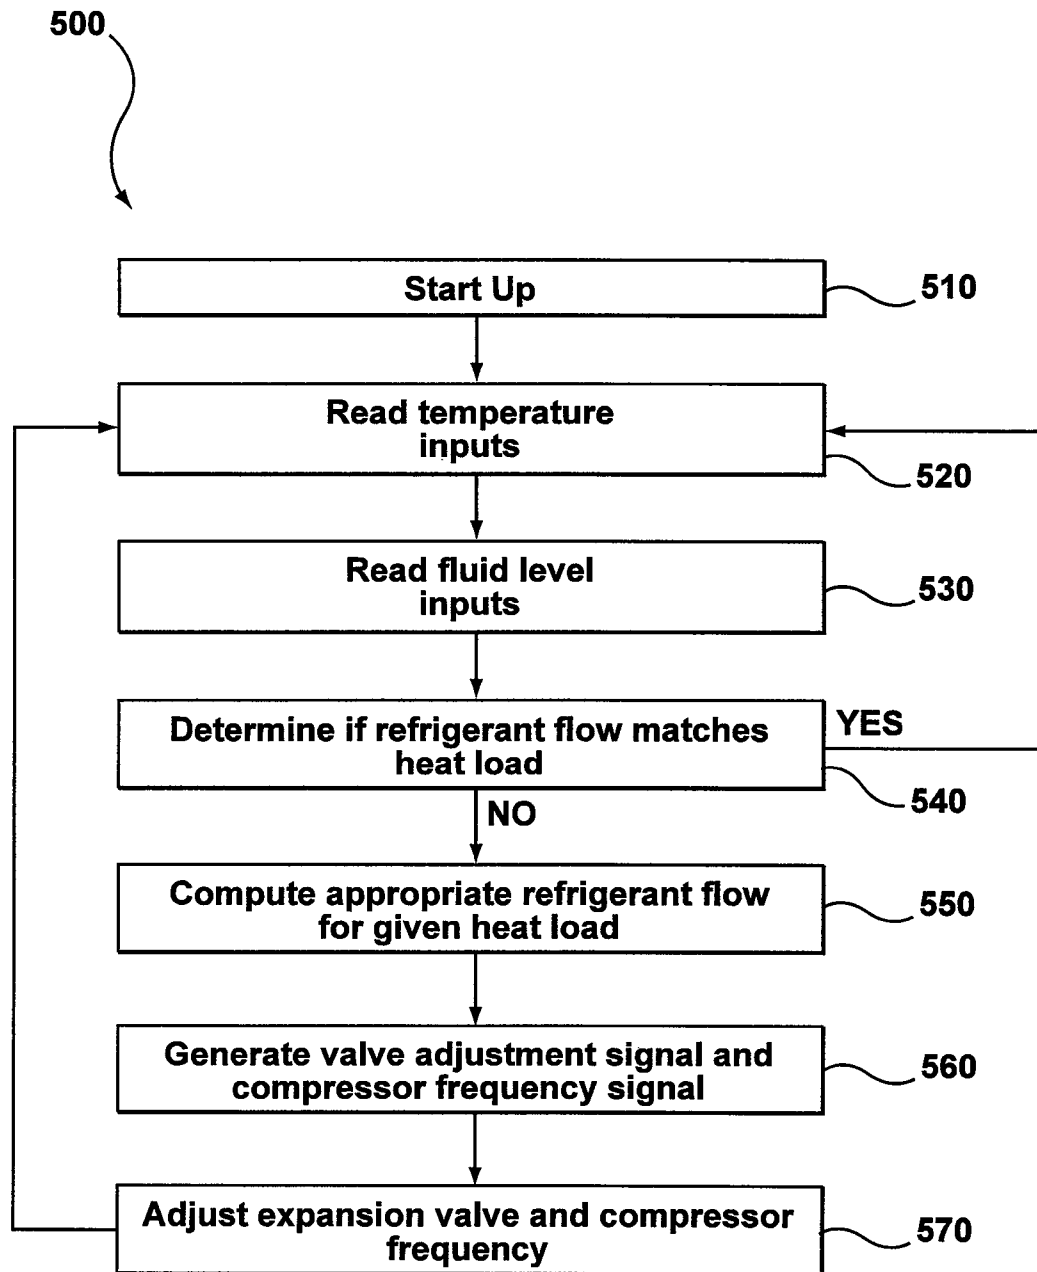 500
Start Up
510
Read temperature
inputs
520
Read fluid level
inputs
530
Determine if refrigerant flow matches
heat load
YES
540
NO
Compute appropriate refrigerant flow
for given heat load
550
Generate valve adjustment signal and
compressor frequency signal
560
Adjust expansion valve and compressor
frequency
570